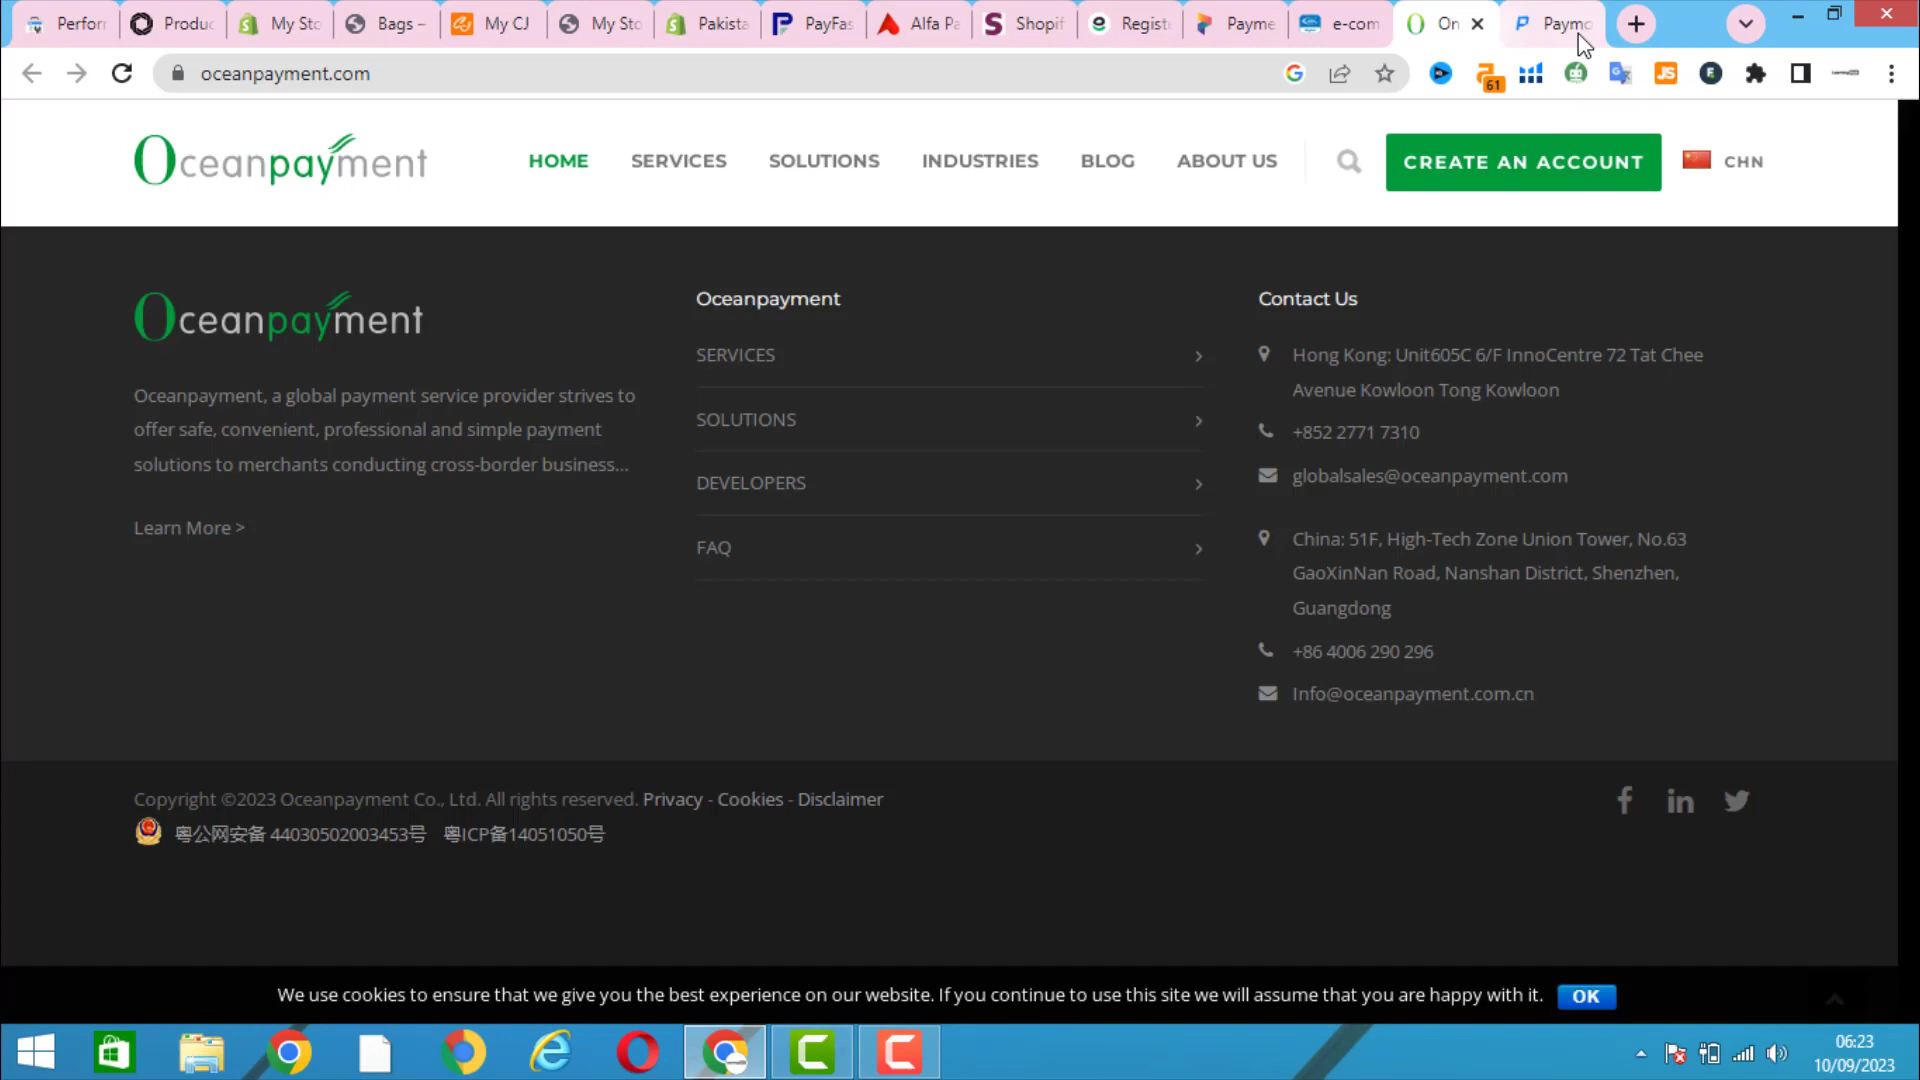 Perfor
Produc
My Sto
Bags –
My CJ
My Sto
Pakista
PayFas
Alfa Pa
Shopif
Registe
Payme
e-com
On
Paymo
oceanpayment.com
61
JS
Oceanpayment
HOME
SERVICES
SOLUTIONS
INDUSTRIES
BLOG
ABOUT US
CREATE AN ACCOUNT
CHN
Oceanpayment
Oceanpayment, a global payment service provider strives to
offer safe, convenient, professional and simple payment
solutions to merchants conducting cross-border business...
Learn More >
Oceanpayment
SERVICES
SOLUTIONS
DEVELOPERS
FAQ
Contact Us
Hong Kong: Unit605C 6/F InnoCentre 72 Tat Chee
Avenue Kowloon Tong Kowloon
+852 2771 7310
globalsales@oceanpayment.com
China: 51F, High-Tech Zone Union Tower, No.63
GaoXinNan Road, Nanshan District, Shenzhen,
Guangdong
+86 4006 290 296
Info@oceanpayment.com.cn
Copyright ©2023 Oceanpayment Co., Ltd. All rights reserved. Privacy - Cookies - Disclaimer
粤公网安备 44030502003453号 粤ICP备14051050号
We use cookies to ensure that we give you the best experience on our website. If you continue to use this site we will assume that you are happy with it.
OK
06:23
10/09/2023